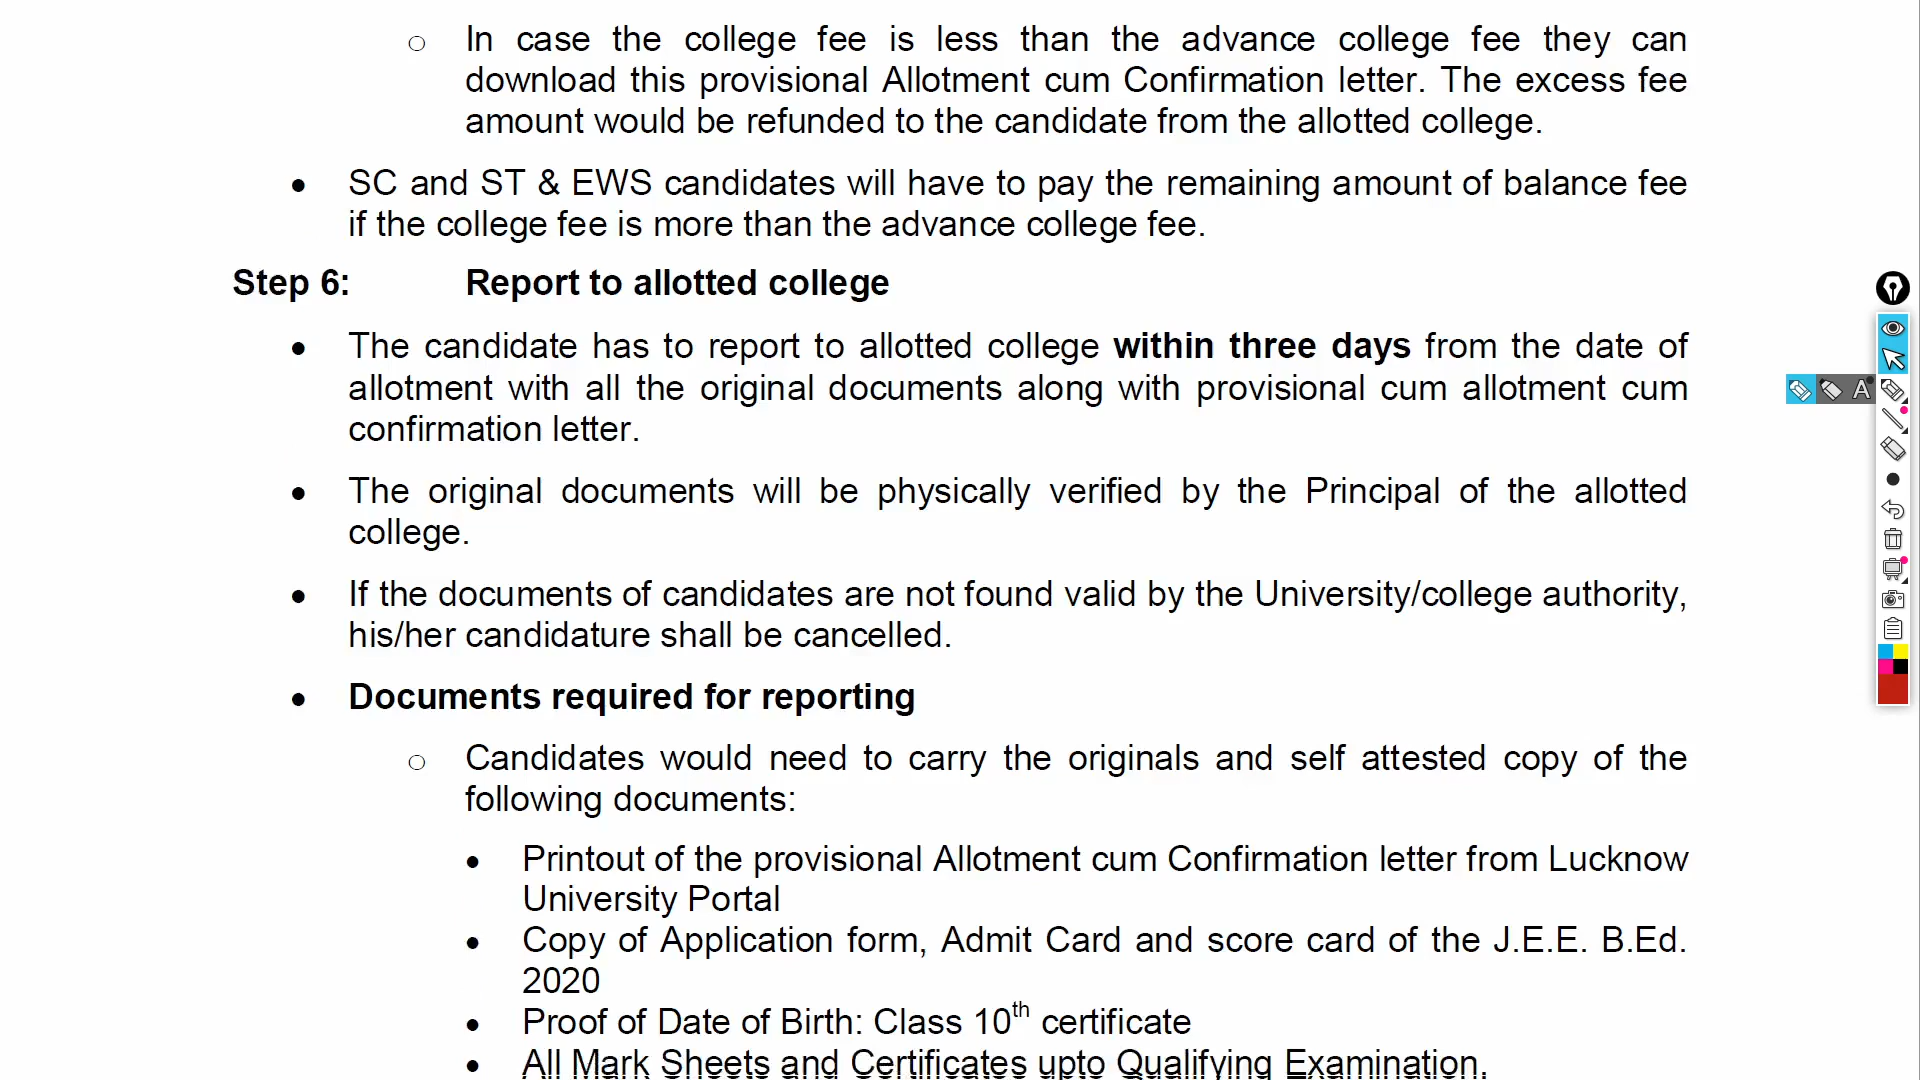 ○ In case the college fee is less than the advance college fee they can
download this provisional Allotment cum Confirmation letter. The excess fee
amount would be refunded to the candidate from the allotted college.
• SC and ST & EWS candidates will have to pay the remaining amount of balance fee
if the college fee is more than the advance college fee.
Step 6: Report to allotted college
• The candidate has to report to allotted college within three days from the date of
allotment with all the original documents along with provisional cum allotment cum
confirmation letter.
• The original documents will be physically verified by the Principal of the allotted
college.
• If the documents of candidates are not found valid by the University/college authority,
his/her candidature shall be cancelled.
• Documents required for reporting
○ Candidates would need to carry the originals and self attested copy of the
following documents:
• Printout of the provisional Allotment cum Confirmation letter from Lucknow
University Portal
• Copy of Application form, Admit Card and score card of the J.E.E. B.Ed.
2020
• Proof of Date of Birth: Class 10th certificate
• All Mark Sheets and Certificates upto Qualifying Examination.
A